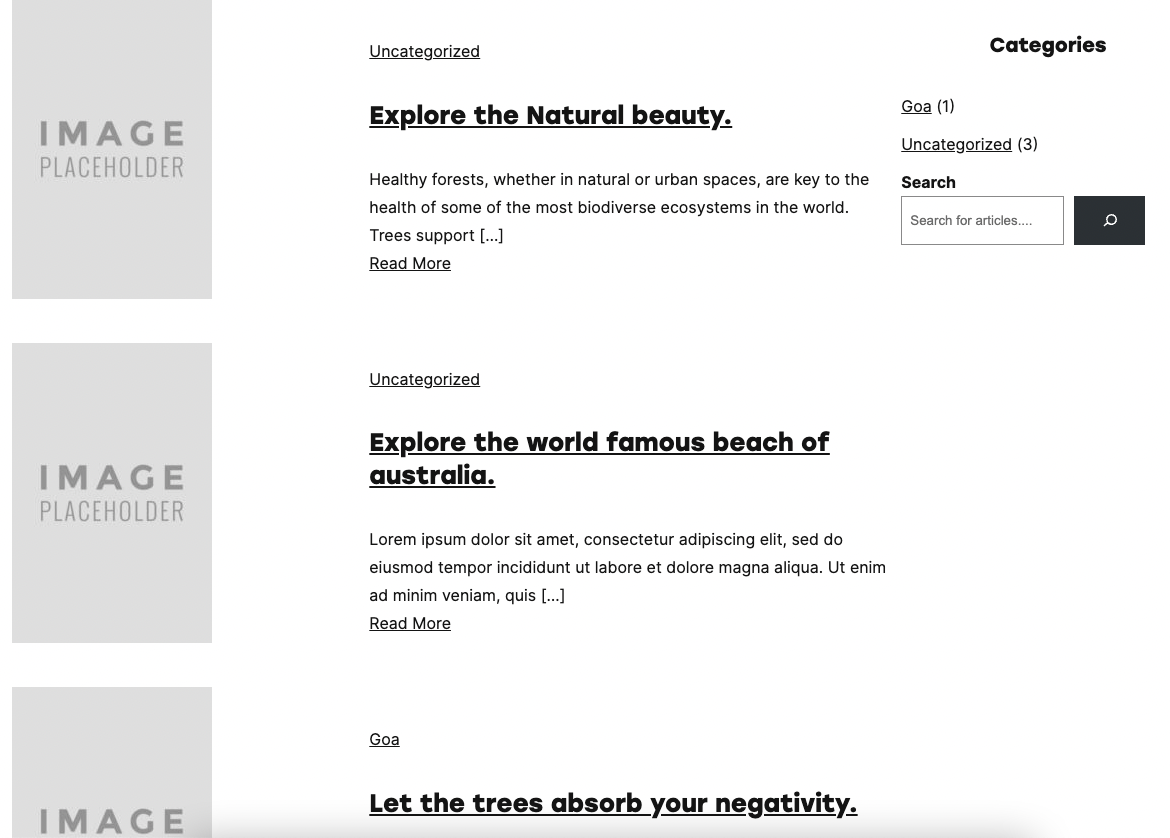 IMAGE
PLACEHOLDER
Uncategorized
Explore the Natural beauty.
Healthy forests, whether in natural or urban spaces, are key to the
health of some of the most biodiverse ecosystems in the world.
Trees support […]
Read More
IMAGE
PLACEHOLDER
Uncategorized
Explore the world famous beach of
australia.
Lorem ipsum dolor sit amet, consectetur adipiscing elit, sed do
eiusmod tempor incididunt ut labore et dolore magna aliqua. Ut enim
ad minim veniam, quis […]
Read More
IMAGE
Goa
Let the trees absorb your negativity.
Categories
Goa (1)
Uncategorized (3)
Search
Search for articles....